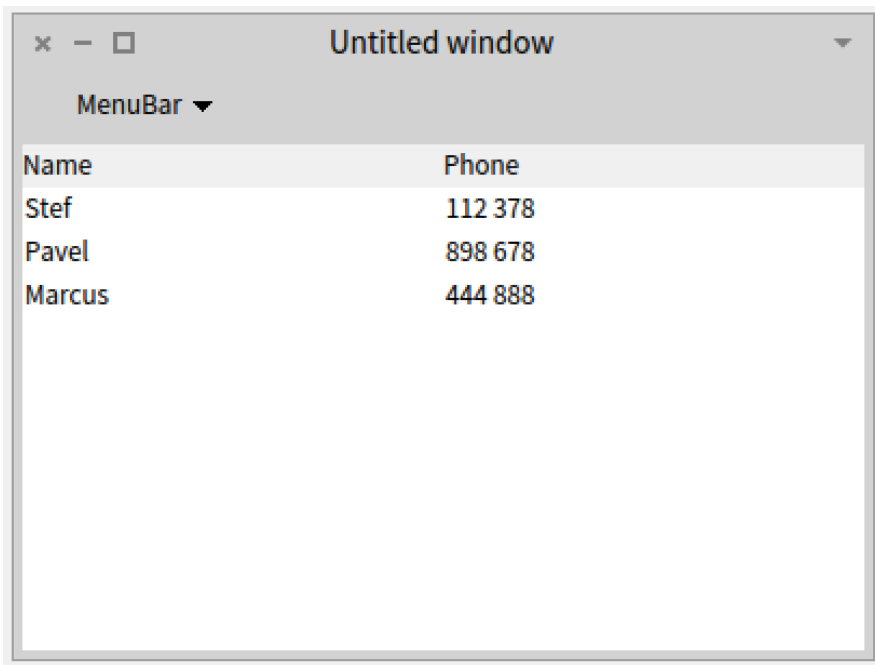 Untitled window
MenuBar
Name Phone
Stef 112 378
Pavel 898 678
Marcus 444 888